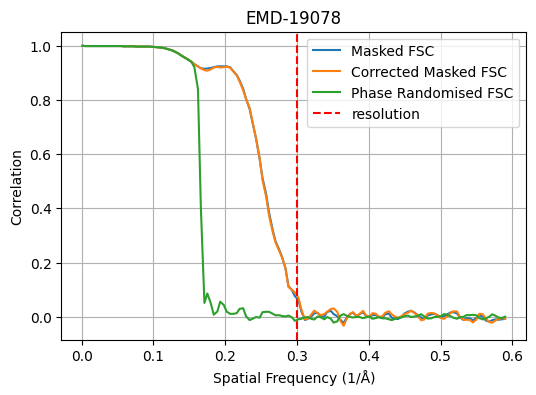 EMD-19078
1.0
0.8
0.6
0.4
0.2
0.0
Correlation
Masked FSC
Corrected Masked FSC
Phase Randomised FSC
resolution
0.0 0.1 0.2 0.3 0.4 0.5 0.6
Spatial Frequency (1/Å)